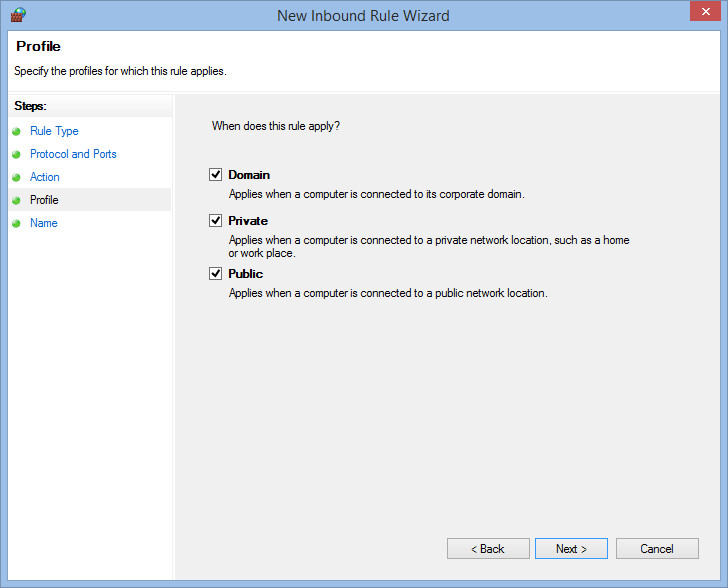 New Inbound Rule Wizard
Profile
Specify the profiles for which this rule applies.
Steps:
Rule Type
Protocol and Ports
Action
Profile
Name
When does this rule apply?
Domain
Applies when a computer is connected to its corporate domain.
Private
Applies when a computer is connected to a private network location, such as a home
or work place.
Public
Applies when a computer is connected to a public network location.
< Back
Next >
Cancel